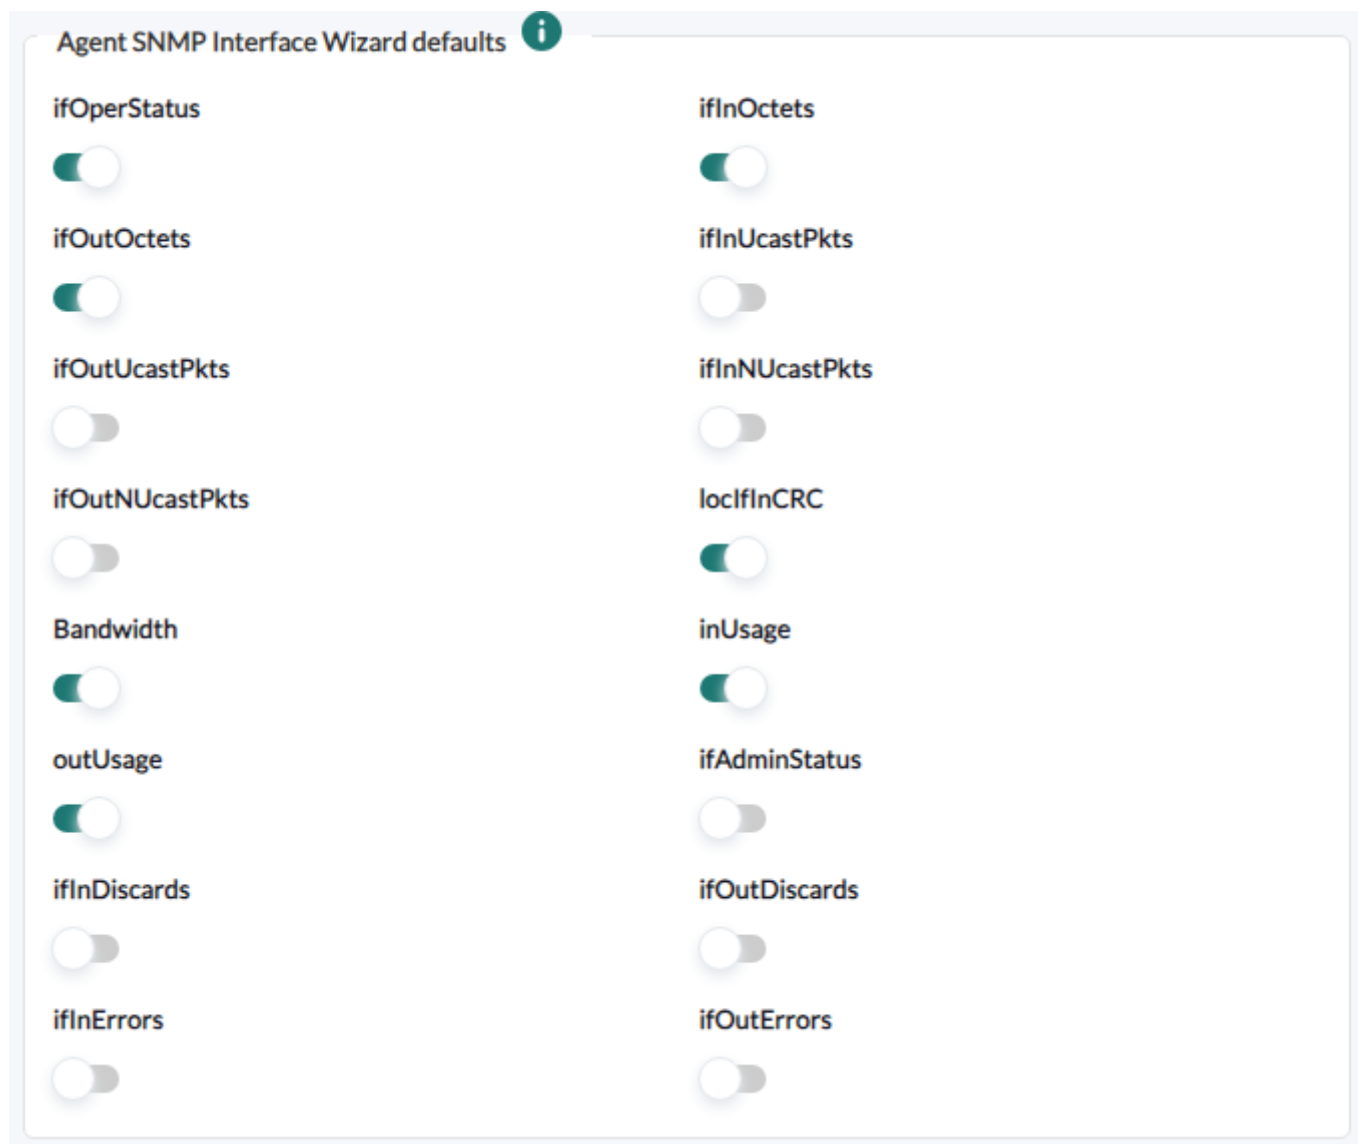 Agent SNMP Interface Wizard defaults
ifOperStatus
ifInOctets
ifOutOctets
ifInUcastPkts
ifOutUcastPkts
ifInNUcastPkts
ifOutNUcastPkts
locIfInCRC
Bandwidth
inUsage
outUsage
ifAdminStatus
ifInDiscards
ifOutDiscards
ifInErrors
ifOutErrors